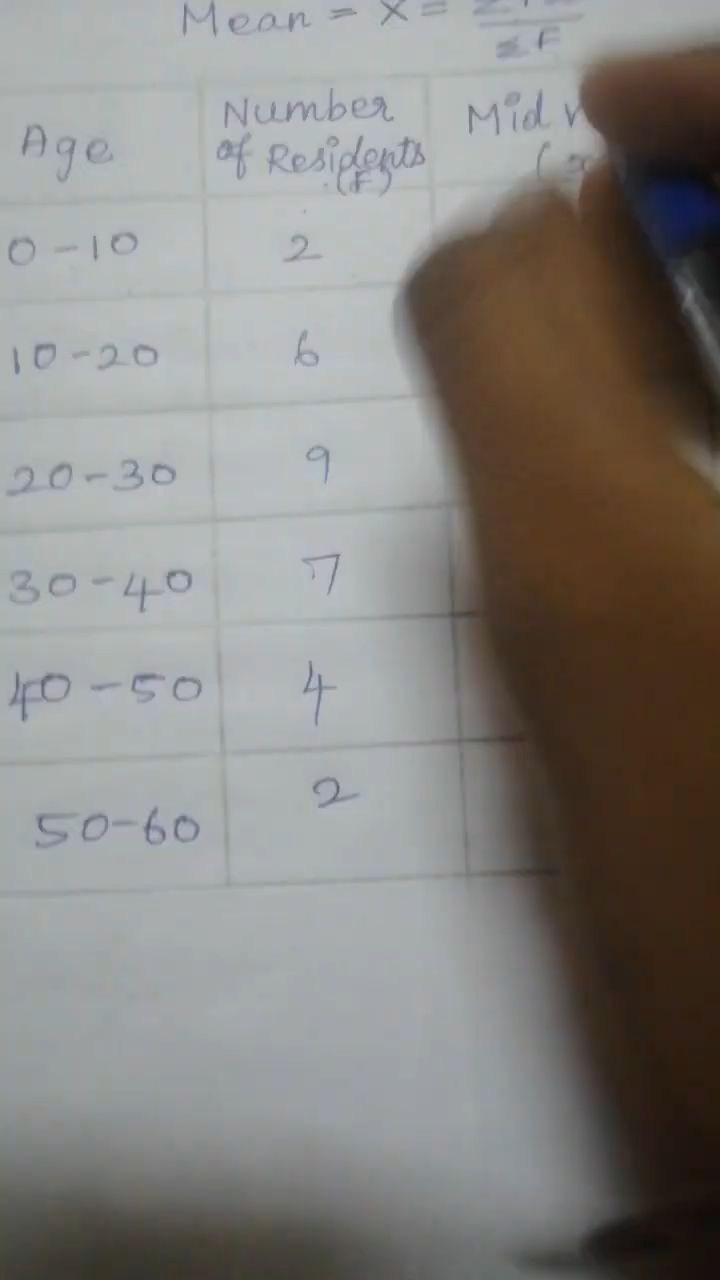 Mean = x =
ΣF
Age
Number
of Residents
(F)
Mid
(x
0-10
2
10-20
6
20-30
9
30-40
7
40-50
4
50-60
2